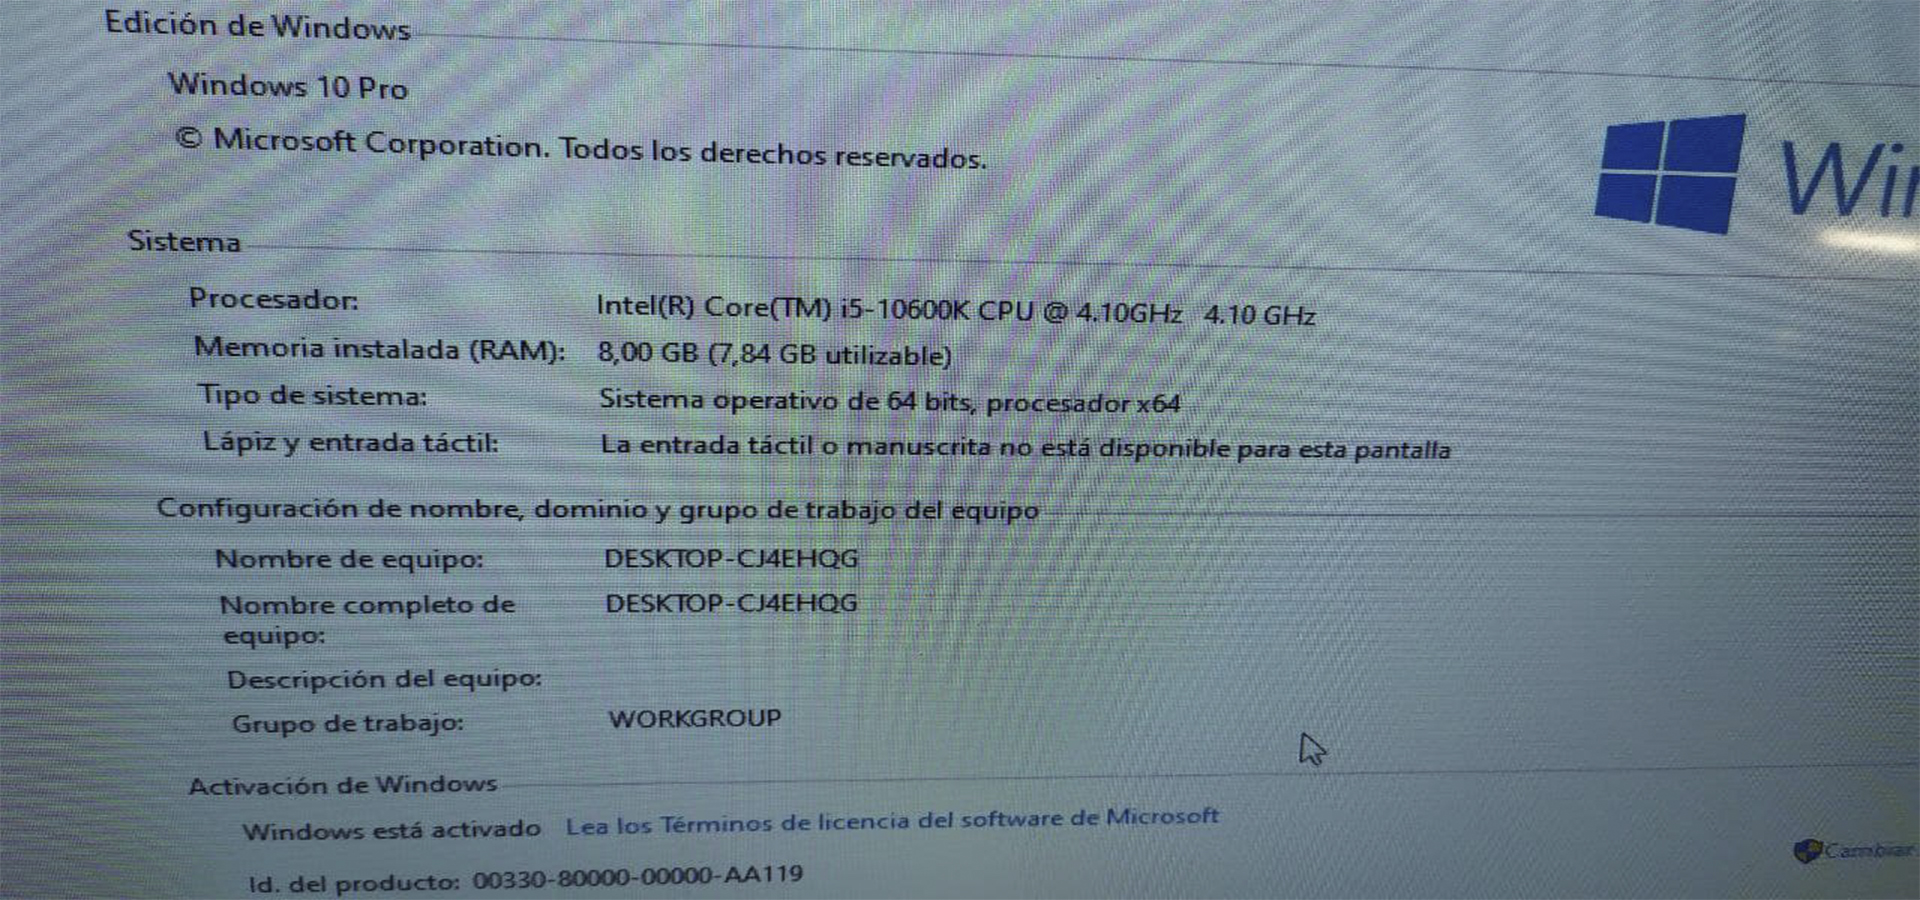 Edición de Windows
Windows 10 Pro
© Microsoft Corporation. Todos los derechos reservados.
Sistema
Procesador: Intel(R) Core(TM) i5-10600K CPU @ 4.10GHz 4.10 GHz
Memoria instalada (RAM): 8,00 GB (7,84 GB utilizable)
Tipo de sistema: Sistema operativo de 64 bits, procesador x64
Lápiz y entrada táctil: La entrada táctil o manuscrita no está disponible para esta pantalla
Configuración de nombre, dominio y grupo de trabajo del equipo
Nombre de equipo: DESKTOP-CJ4EHQG
Nombre completo de DESKTOP-CJ4EHQG
equipo:
Descripción del equipo:
Grupo de trabajo: WORKGROUP
Activación de Windows
Windows está activado Lea los Términos de licencia del software de Microsoft
Cambiar
Id. del producto: 00330-80000-00000-AA119